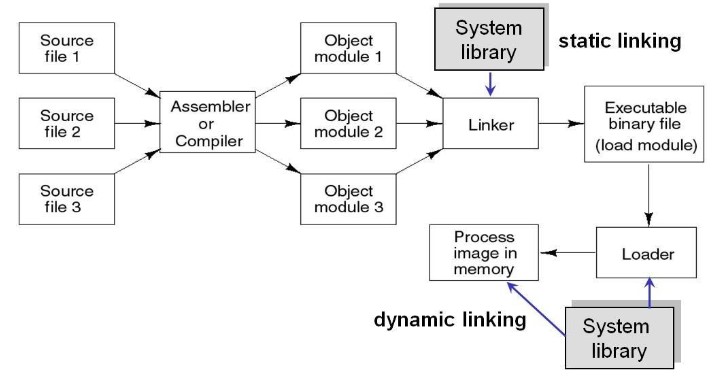 Source
file 1
Source
file 2
Source
file 3
Assembler
or
Compiler
Object
module 1
Object
module 2
Object
module 3
System
library
static linking
Linker
Executable
binary file
(load module)
Loader
Process
image in
memory
dynamic linking
System
library